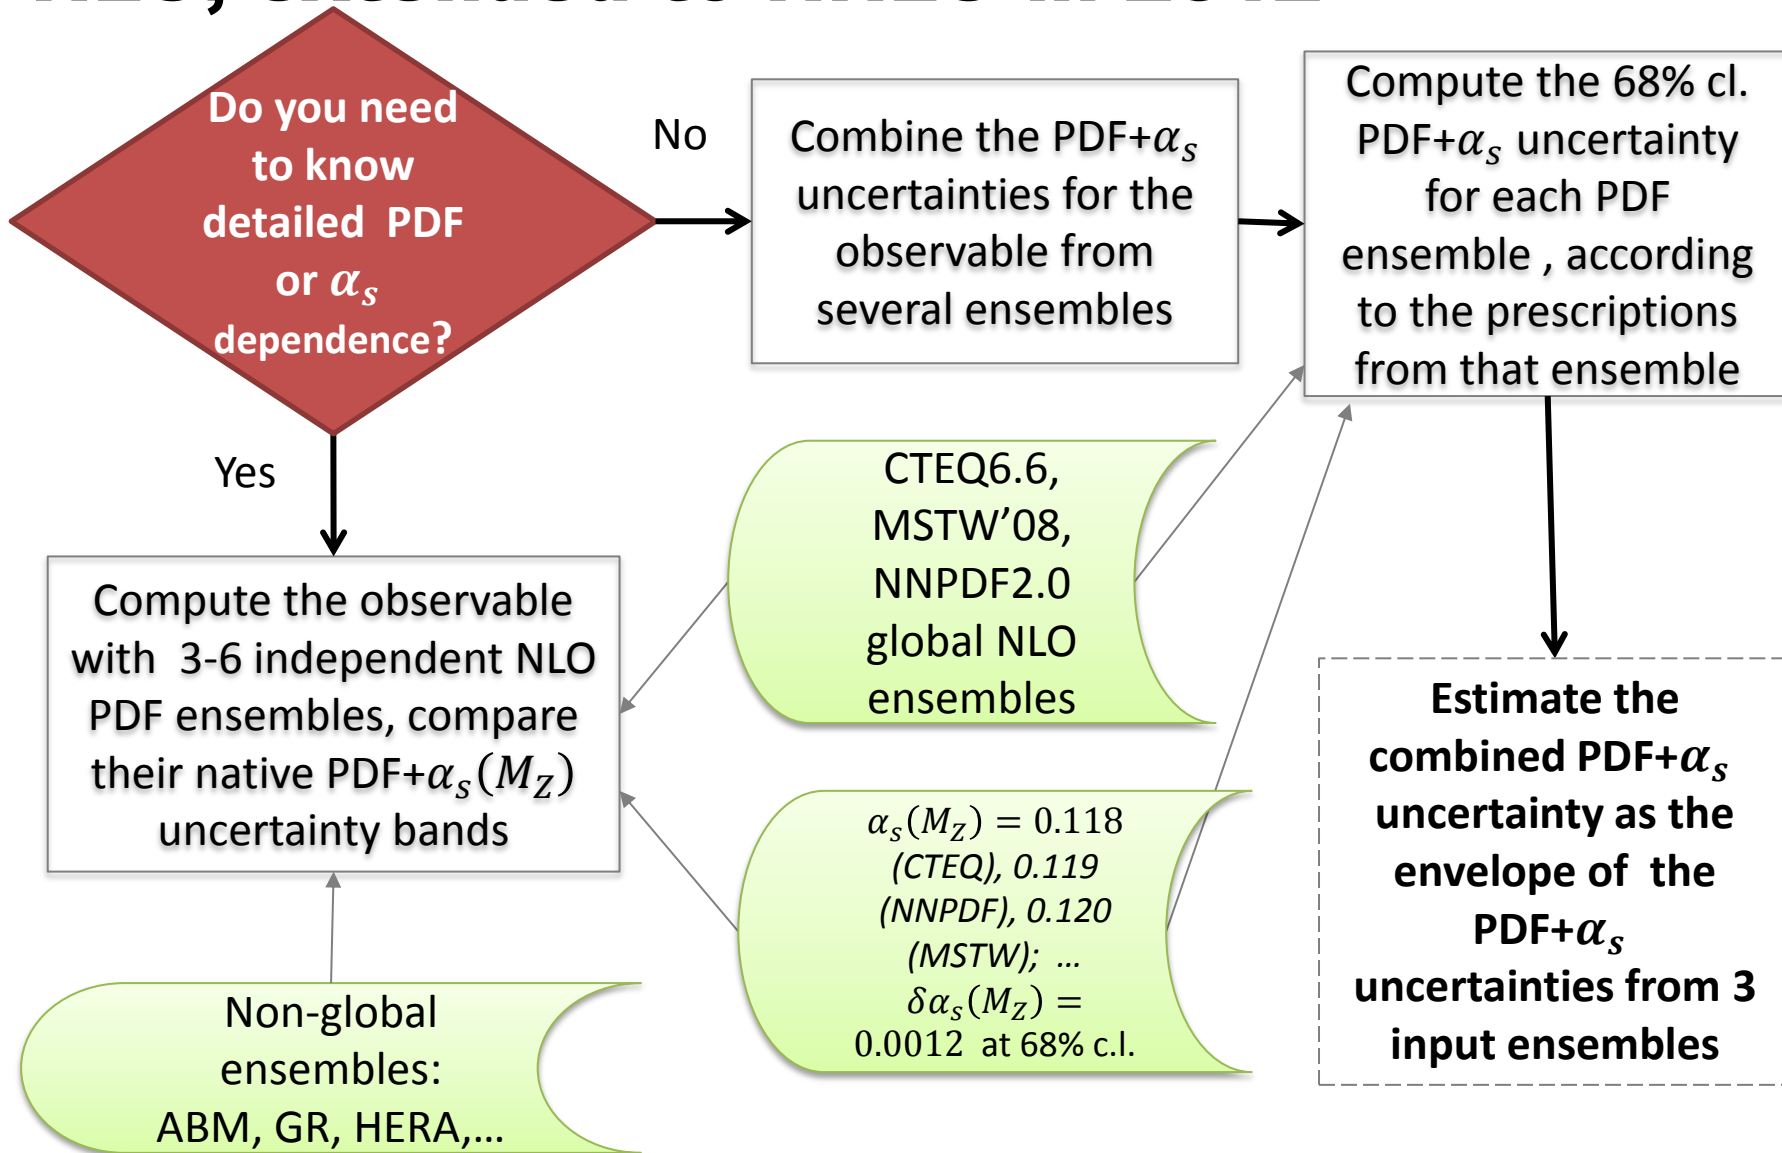 Do you need
to know
detailed PDF
or αs
dependence?
No
Combine the PDF+αs
uncertainties for the
observable from
several ensembles
Compute the 68% cl.
PDF+αs uncertainty
for each PDF
ensemble , according
to the prescriptions
from that ensemble
Yes
Compute the observable
with 3-6 independent NLO
PDF ensembles, compare
their native PDF+αs(MZ)
uncertainty bands
CTEQ6.6,
MSTW’08,
NNPDF2.0
global NLO
ensembles
αs(MZ) = 0.118
(CTEQ), 0.119
(NNPDF), 0.120
(MSTW); ...
δαs(MZ) =
0.0012 at 68% c.l.
Non-global
ensembles:
ABM, GR, HERA,...
Estimate the
combined PDF+αs
uncertainty as the
envelope of the
PDF+αs
uncertainties from 3
input ensembles